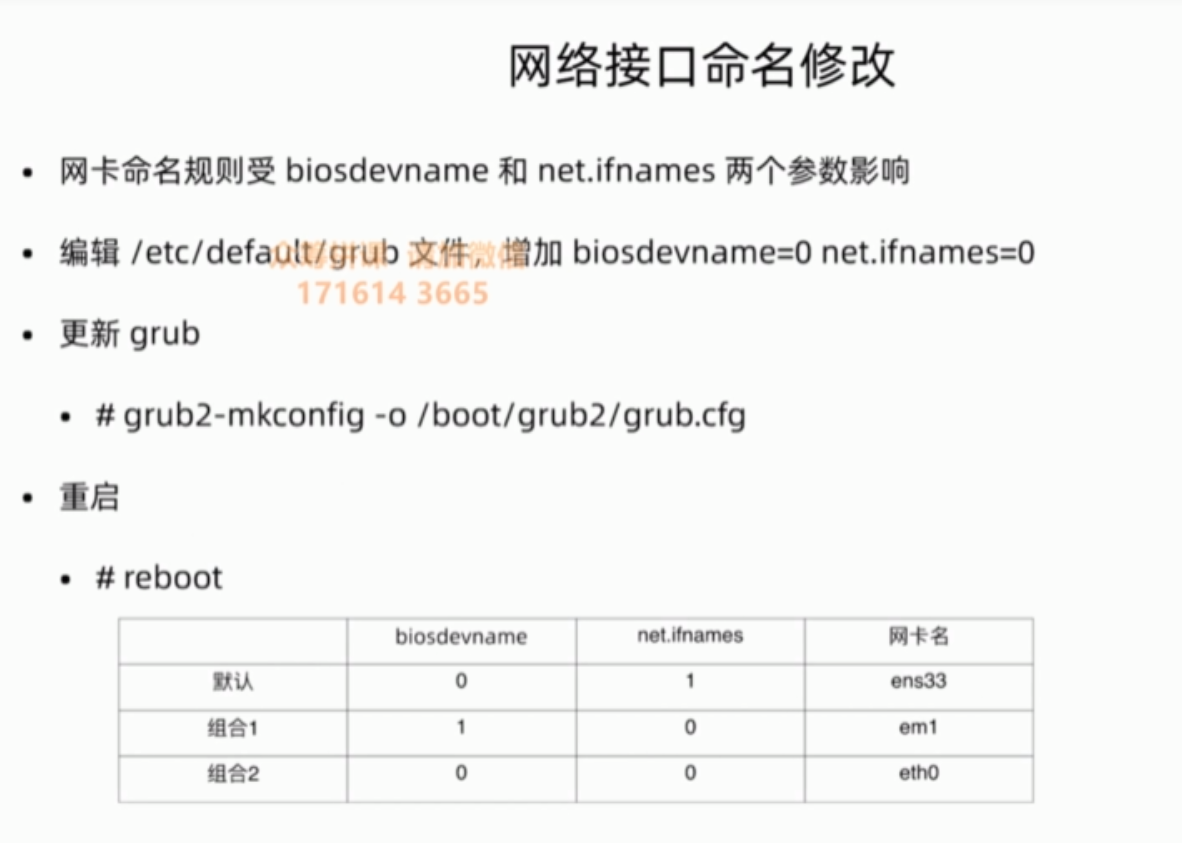 网络接口命名修改
• 网卡命名规则受 biosdevname 和 net.ifnames 两个参数影响
• 编辑 /etc/default/grub 文件，增加 biosdevname=0 net.ifnames=0
171614 3665
• 更新 grub
• # grub2-mkconfig -o /boot/grub2/grub.cfg
• 重启
• # reboot
biosdevname net.ifnames 网卡名
默认 0 1 ens33
组合1 1 0 em1
组合2 0 0 eth0